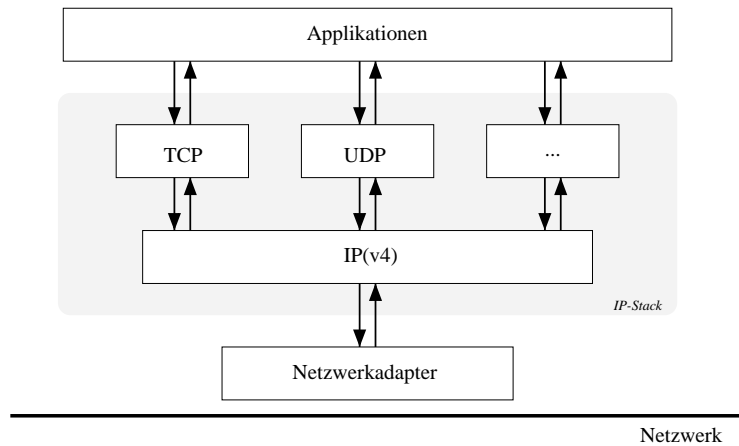 Applikationen
TCP
UDP
...
IP(v4)
IP-Stack
Netzwerkadapter
Netzwerk